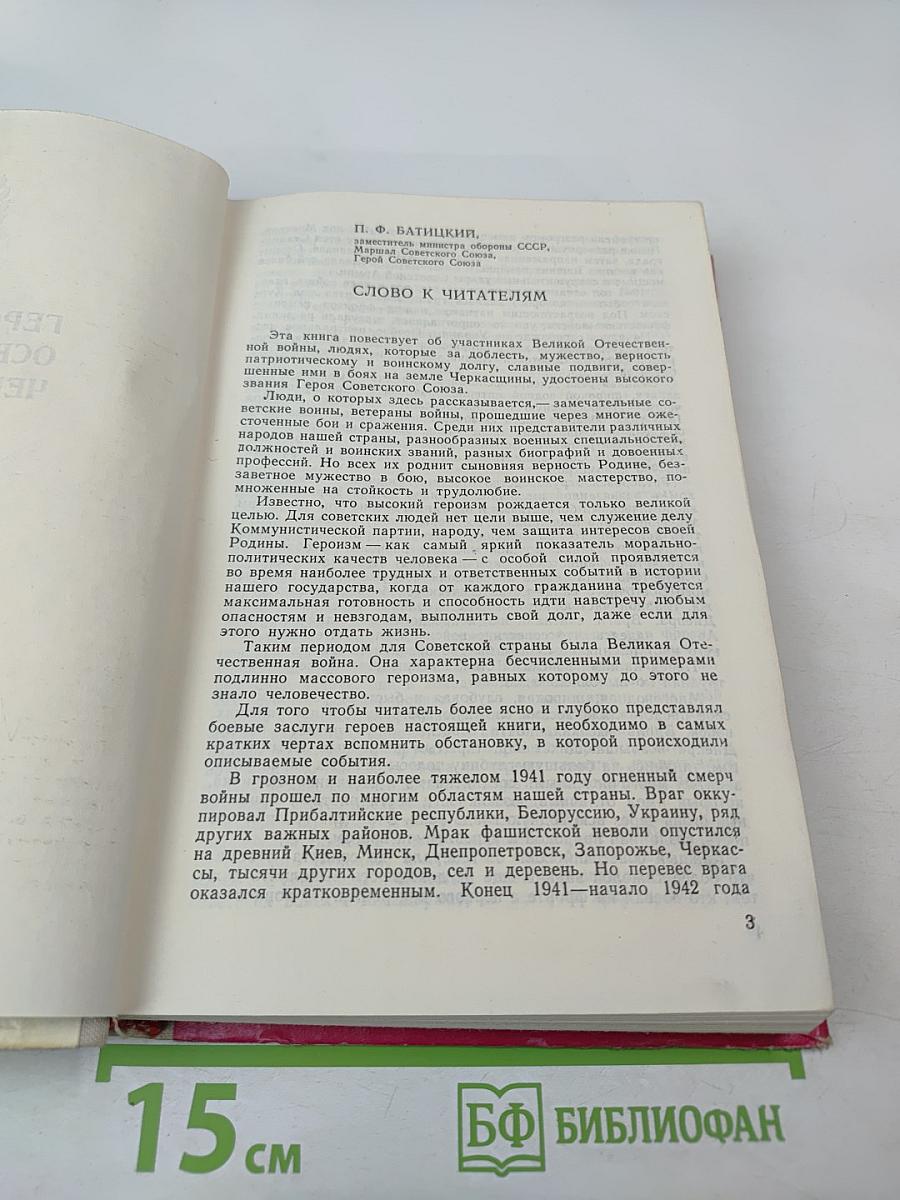 П. Ф. БАТИЦКИЙ,
заместитель министра обороны СССР,
Маршал Советского Союза,
Герой Советского Союза
СЛОВО К ЧИТАТЕЛЯМ
Эта книга повествует об участниках Великой Отечествен-
ной войны, людях, которые за доблесть, мужество, верность
патриотическому и воинскому долгу, славные подвиги, совер-
шенные ими в боях на земле Черкасщины, удостоены высокого
звания Героя Советского Союза.
Люди, о которых здесь рассказывается,— замечательные со-
ветские воины, ветераны войны, прошедшие через многие оже-
сточенные бои и сражения. Среди них представители различных
народов нашей страны, разнообразных военных специальностей,
должностей и воинских званий, разных биографий и довоенных
профессий. Но всех их роднит сыновняя верность Родине, без-
заветное мужество в бою, высокое воинское мастерство, по-
множенные на стойкость и трудолюбие.
Известно, что высокий героизм рождается только великой
целью. Для советских людей нет цели выше, чем служение делу
Коммунистической партии, народу, чем защита интересов своей
Родины. Героизм — как самый яркий показатель морально-
политических качеств человека — с особой силой проявляется
во время наиболее трудных и ответственных событий в истории
нашего государства, когда от каждого гражданина требуется
максимальная готовность и способность идти навстречу любым
опасностям и невзгодам, выполнить свой долг, даже если для
этого нужно отдать жизнь.
Таким периодом для Советской страны была Великая Оте-
чественная война. Она характерна бесчисленными примерами
подлинно массового героизма, равных которому до этого не
знало человечество.
Для того чтобы читатель более ясно и глубоко представлял
боевые заслуги героев настоящей книги, необходимо в самых
кратких чертах вспомнить обстановку, в которой происходили
описываемые события.
В грозном и наиболее тяжелом 1941 году огненный смерч
войны прошел по многим областям нашей страны. Враг окку-
пировал Прибалтийские республики, Белоруссию, Украину, ряд
других важных районов. Мрак фашистской неволи опустился
на древний Киев, Минск, Днепропетровск, Запорожье, Черкас-
сы, тысячи других городов, сел и деревень. Но перевес врага
оказался кратковременным. Конец 1941—начало 1942 года
3
15 см
БФ БИБЛИОФАН